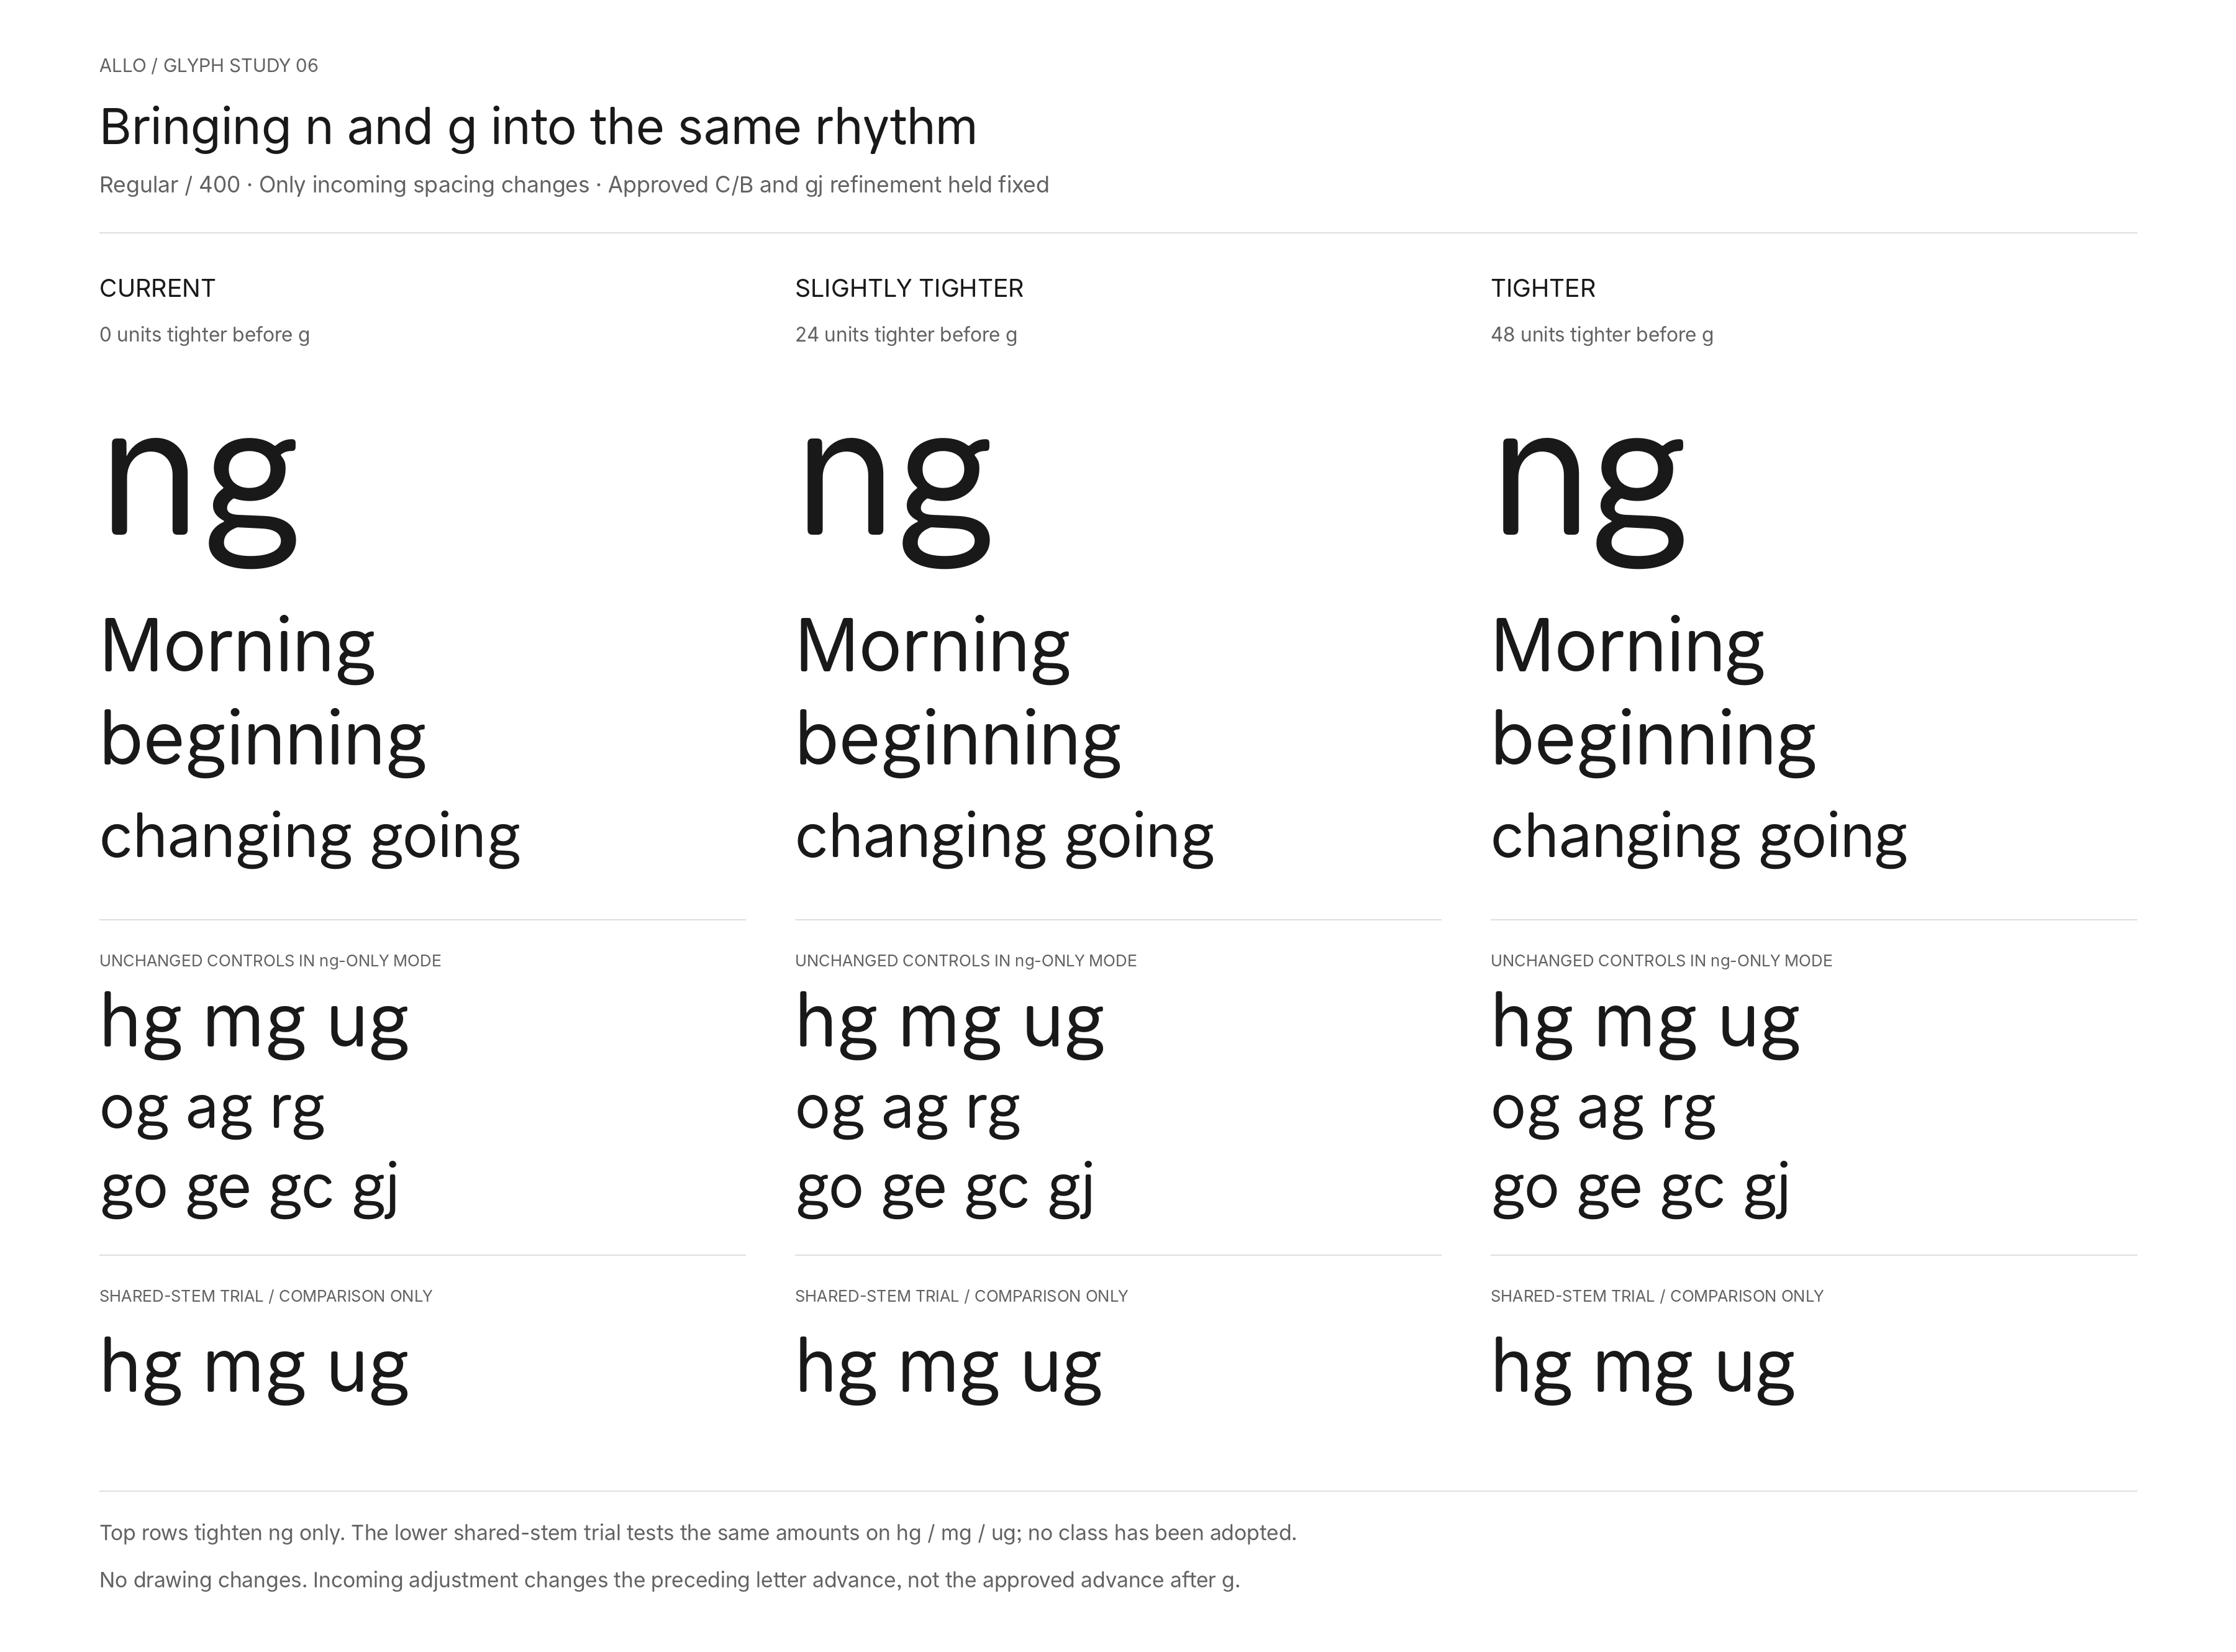 ALLO / GLYPH STUDY 06
Bringing n and g into the same rhythm
Regular / 400 · Only incoming spacing changes · Approved C/B and gj refinement held fixed
CURRENT
0 units tighter before g
ng
Morning
beginning
changing going
UNCHANGED CONTROLS IN ng-ONLY MODE
hg mg ug
og ag rg
go ge gc gj
SHARED-STEM TRIAL / COMPARISON ONLY
hg mg ug
SLIGHTLY TIGHTER
24 units tighter before g
ng
Morning
beginning
changing going
UNCHANGED CONTROLS IN ng-ONLY MODE
hg mg ug
og ag rg
go ge gc gj
SHARED-STEM TRIAL / COMPARISON ONLY
hg mg ug
TIGHTER
48 units tighter before g
ng
Morning
beginning
changing going
UNCHANGED CONTROLS IN ng-ONLY MODE
hg mg ug
og ag rg
go ge gc gj
SHARED-STEM TRIAL / COMPARISON ONLY
hg mg ug
Top rows tighten ng only. The lower shared-stem trial tests the same amounts on hg / mg / ug; no class has been adopted.
No drawing changes. Incoming adjustment changes the preceding letter advance, not the approved advance after g.